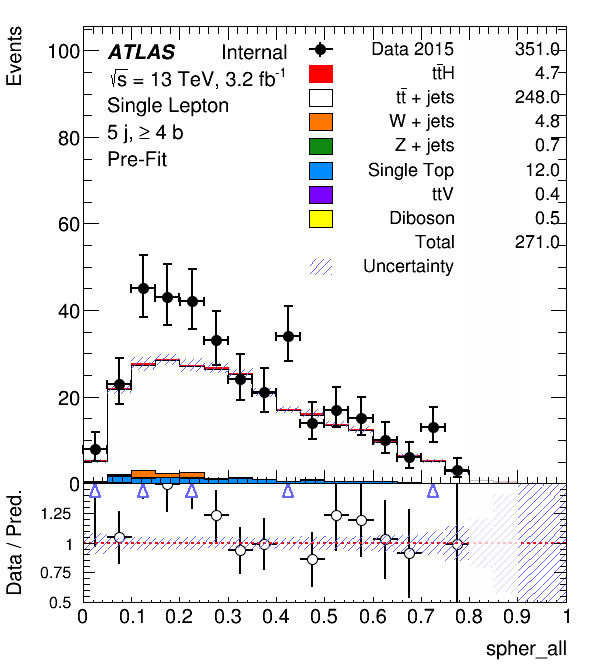 Events
100
80
60
40
20
0
ATLAS Internal
√s = 13 TeV, 3.2 fb⁻¹
Single Lepton
5 j, ≥ 4 b
Pre-Fit
Data 2015 351.0
tt̄H 4.7
tt̄ + jets 248.0
W + jets 4.8
Z + jets 0.7
Single Top 12.0
ttV 0.4
Diboson 0.5
Total 271.0
Uncertainty
Data / Pred.
1.25
1
0.75
0.5
0 0.1 0.2 0.3 0.4 0.5 0.6 0.7 0.8 0.9 1
spher_all